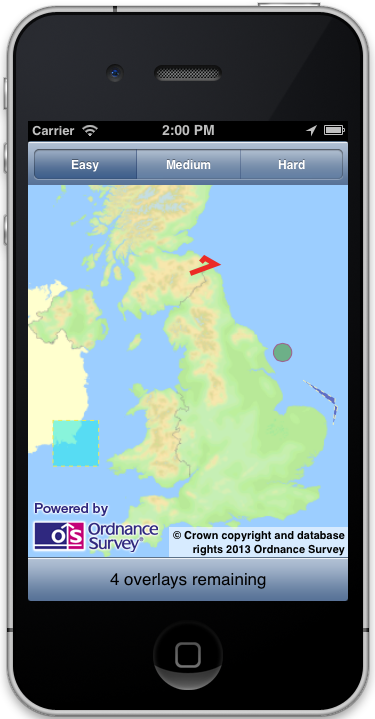 Carrier 2:00 PM
Easy Medium Hard
Powered by
OS Ordnance
Survey®
© Crown copyright and database
rights 2013 Ordnance Survey
4 overlays remaining